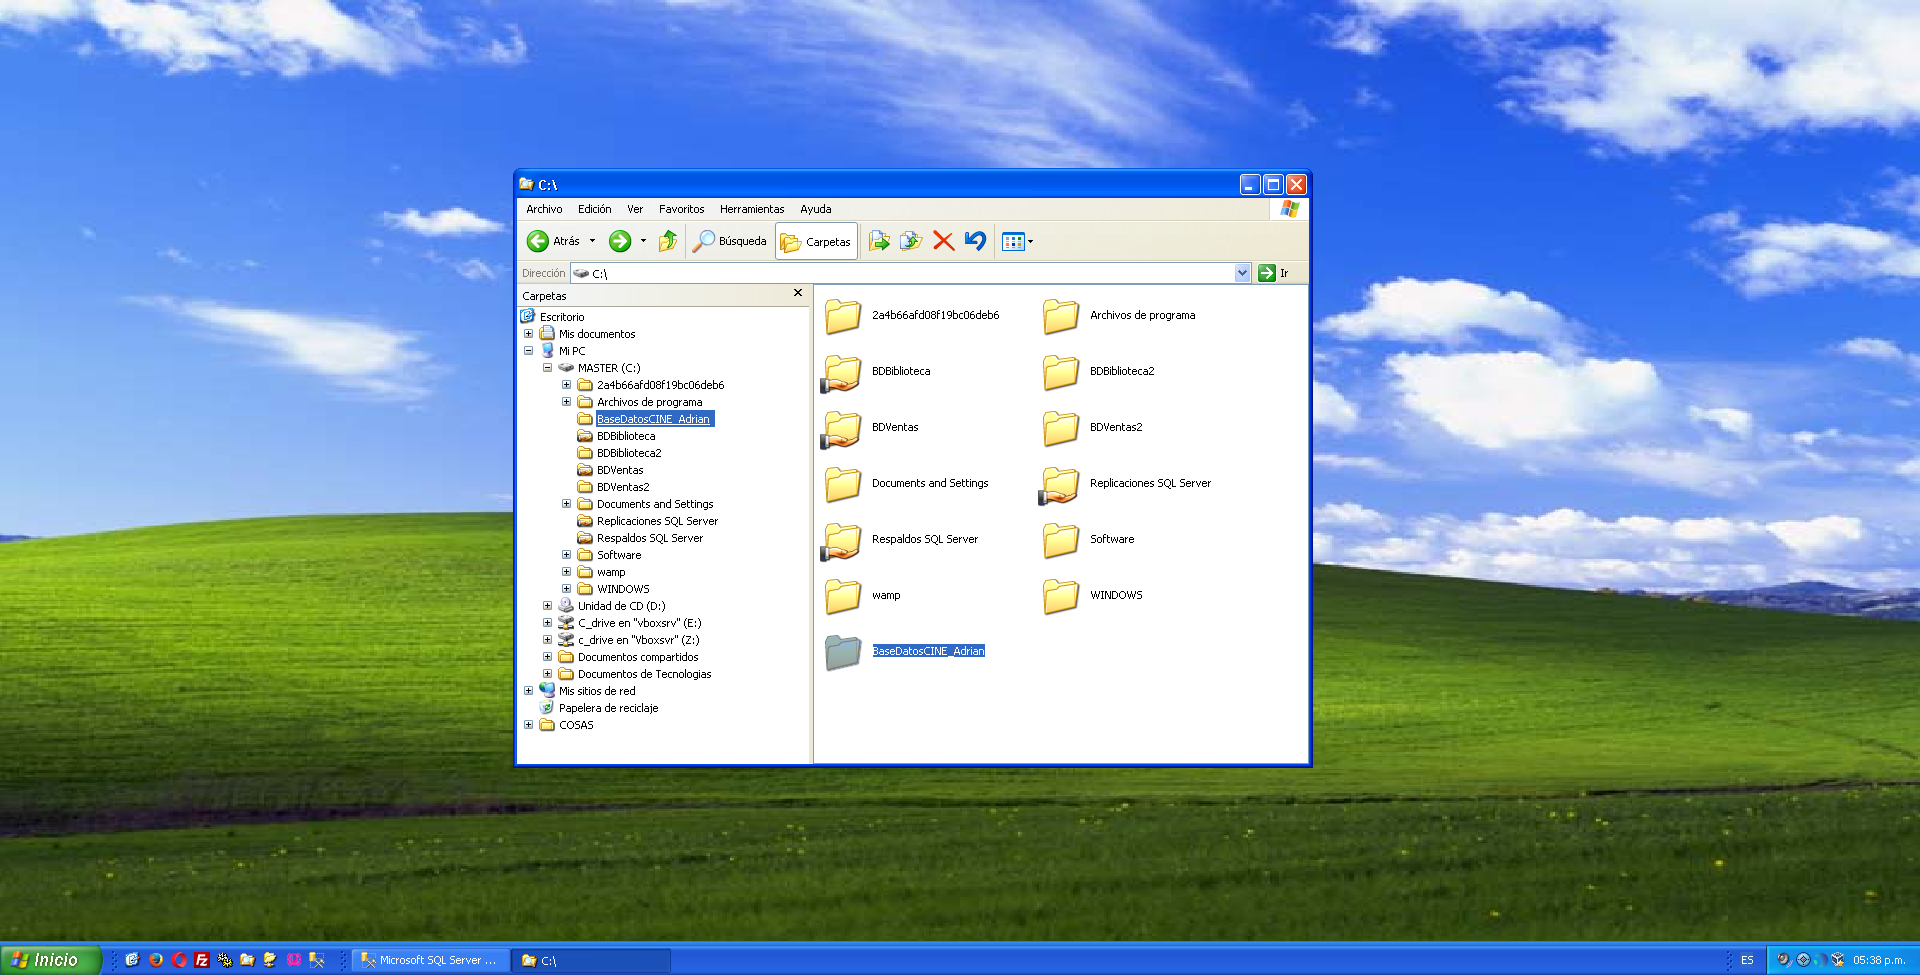 C:\
Archivo Edición Ver Favoritos Herramientas Ayuda
Atrás Búsqueda Carpetas
Dirección C:\ Ir
Carpetas
Escritorio
Mis documentos
Mi PC
MASTER (C:)
2a4b66afd08f19bc06deb6
Archivos de programa
BaseDatosCINE_Adrian
BDBiblioteca
BDBiblioteca2
BDVentas
BDVentas2
Documents and Settings
Replicaciones SQL Server
Respaldos SQL Server
Software
wamp
WINDOWS
Unidad de CD (D:)
C_drive en "vboxsrv" (E:)
c_drive en "Vboxsvr" (Z:)
Documentos compartidos
Documentos de Tecnologias
Mis sitios de red
Papelera de reciclaje
COSAS
2a4b66afd08f19bc06deb6 Archivos de programa
BDBiblioteca BDBiblioteca2
BDVentas BDVentas2
Documents and Settings Replicaciones SQL Server
Respaldos SQL Server Software
wamp WINDOWS
BaseDatosCINE_Adrian
Inicio Fz Microsoft SQL Server ... C:\ ES 05:38 p.m.